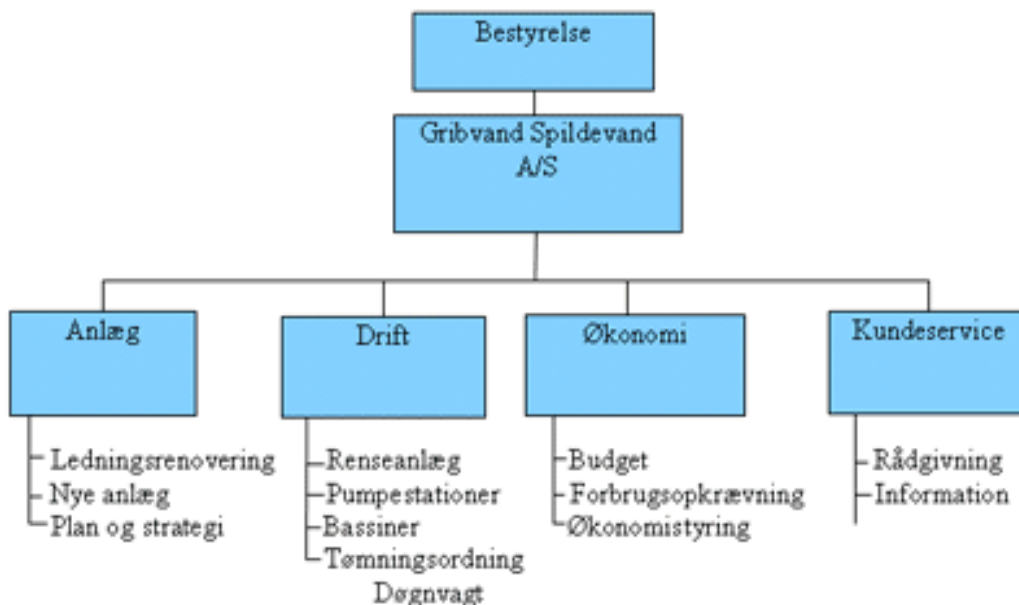 Bestyrelse
Gribvand Spildevand
A/S
Anlæg
Ledningsrenovering
Nye anlæg
Plan og strategi
Drift
Renseanlæg
Pumpestationer
Bassiner
Tømningsordning
Døgnvagt
Økonomi
Budget
Forbrugsopkrævning
Økonomistyring
Kundeservice
Rådgivning
Information